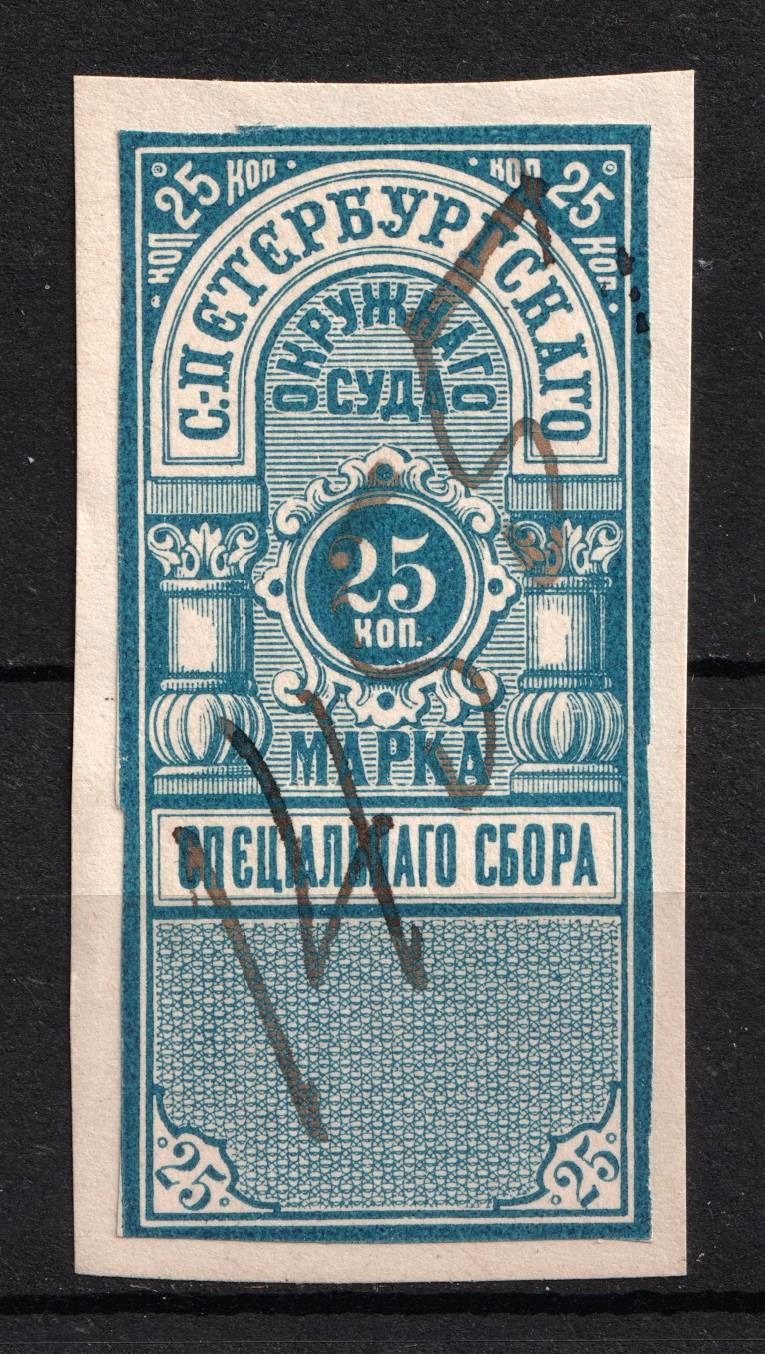 25 КОП
КОП 25
КОП
КОП
С·ПЕТЕРБУРГСКАГО
ОКРУЖНАГО
СУДА
25
КОП.
МАРКА
СПЕЦІАЛЬНАГО СБОРА
25
25